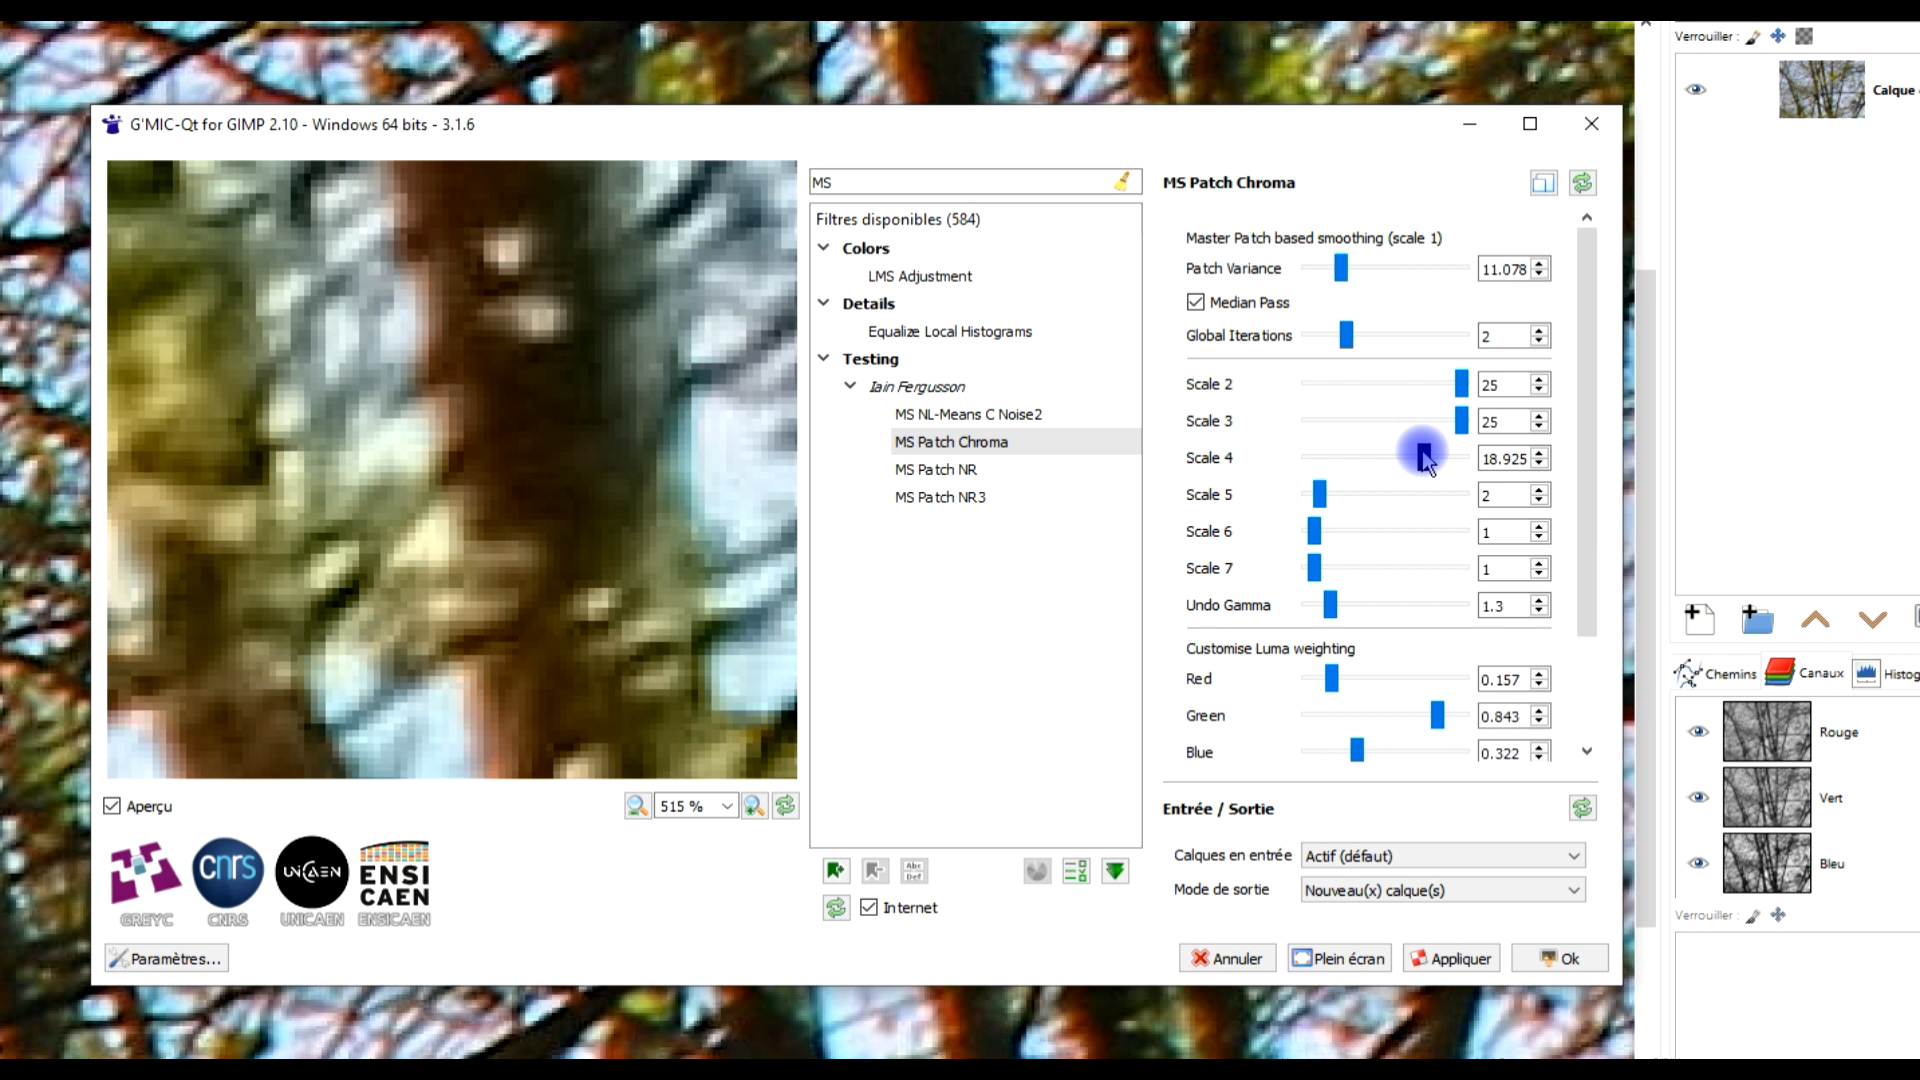 Verrouiller :
Calque
G'MIC-Qt for GIMP 2.10 - Windows 64 bits - 3.1.6
MS
Filtres disponibles (584)
Colors
LMS Adjustment
Details
Equalize Local Histograms
Testing
Iain Fergusson
MS NL-Means C Noise2
MS Patch Chroma
MS Patch NR
MS Patch NR3
Internet
MS Patch Chroma
Master Patch based smoothing (scale 1)
Patch Variance 11.078
Median Pass
Global Iterations 2
Scale 2 25
Scale 3 25
Scale 4 18.925
Scale 5 2
Scale 6 1
Scale 7 1
Undo Gamma 1.3
Customise Luma weighting
Red 0.157
Green 0.843
Blue 0.322
Entrée / Sortie
Calques en entrée Actif (défaut)
Mode de sortie Nouveau(x) calque(s)
Annuler Plein écran Appliquer Ok
Aperçu 515 %
cnrs UNICAEN ENSI
CAEN
GREYC CNRS UNICAEN ENSICAEN
Paramètres...
Chemins Canaux Histog
Rouge
Vert
Bleu
Verrouiller :